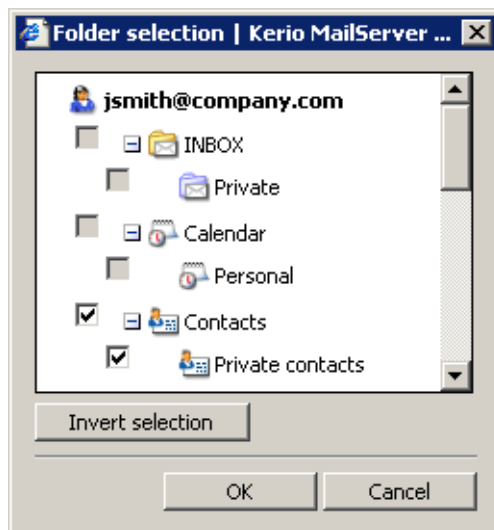 Folder selection | Kerio MailServer ...
jsmith@company.com
INBOX
Private
Calendar
Personal
Contacts
Private contacts
Invert selection
OK Cancel